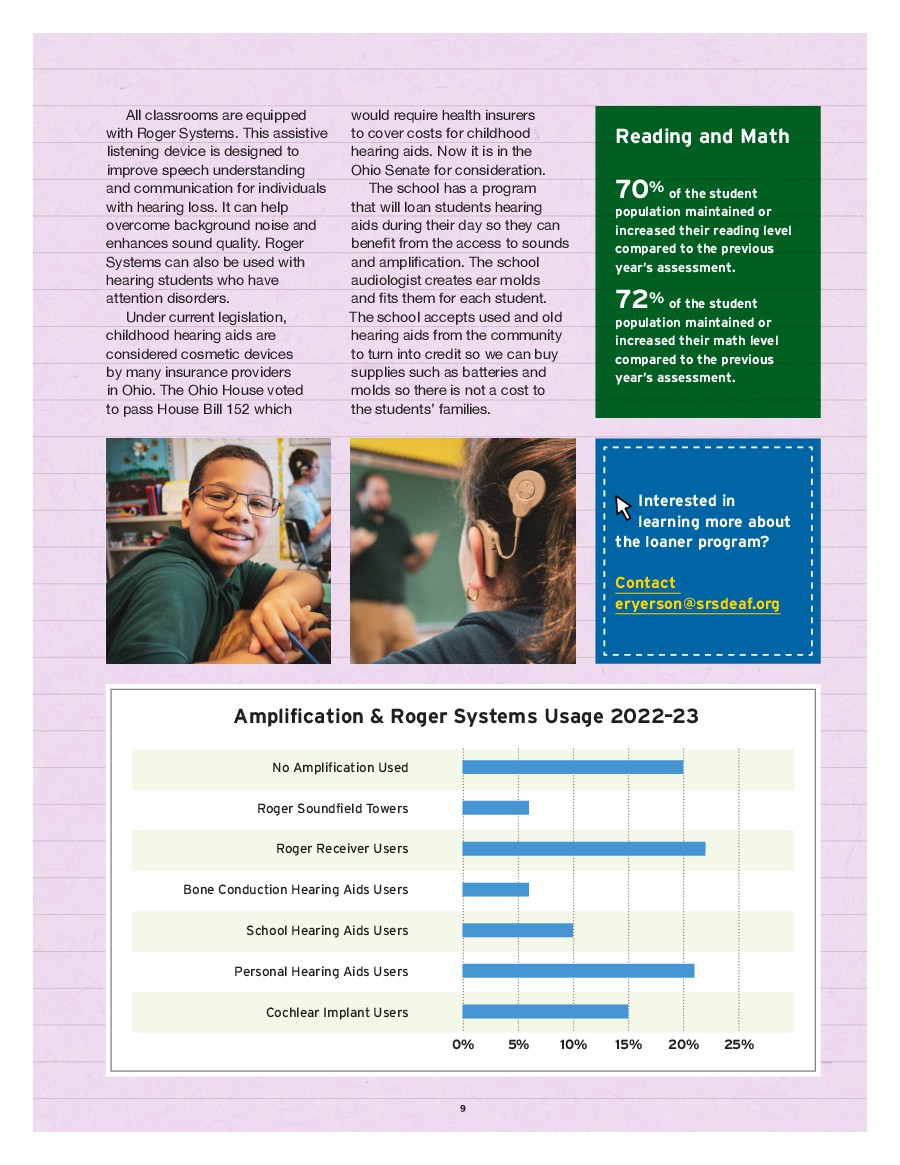 All classrooms are equipped
with Roger Systems. This assistive
listening device is designed to
improve speech understanding
and communication for individuals
with hearing loss. It can help
overcome background noise and
enhances sound quality. Roger
Systems can also be used with
hearing students who have
attention disorders.
Under current legislation,
childhood hearing aids are
considered cosmetic devices
by many insurance providers
in Ohio. The Ohio House voted
to pass House Bill 152 which
would require health insurers
to cover costs for childhood
hearing aids. Now it is in the
Ohio Senate for consideration.
The school has a program
that will loan students hearing
aids during their day so they can
benefit from the access to sounds
and amplification. The school
audiologist creates ear molds
and fits them for each student.
The school accepts used and old
hearing aids from the community
to turn into credit so we can buy
supplies such as batteries and
molds so there is not a cost to
the students’ families.
Reading and Math
70% of the student
population maintained or
increased their reading level
compared to the previous
year’s assessment.
72% of the student
population maintained or
increased their math level
compared to the previous
year’s assessment.
Interested in
learning more about
the loaner program?
Contact
eryerson@srsdeaf.org
Amplification & Roger Systems Usage 2022–23
No Amplification Used
Roger Soundfield Towers
Roger Receiver Users
Bone Conduction Hearing Aids Users
School Hearing Aids Users
Personal Hearing Aids Users
Cochlear Implant Users
0% 5% 10% 15% 20% 25%
9